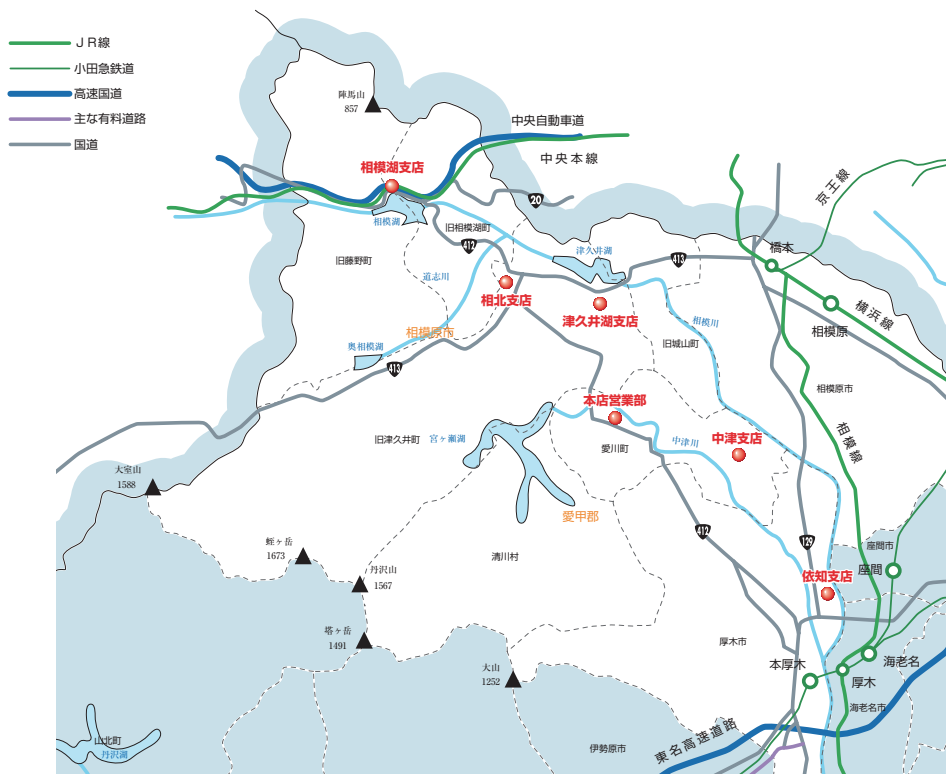 JR線
小田急鉄道
高速国道
主な有料道路
国道
陣馬山
857
中央自動車道
中央本線
相模湖支店
20
京王線
相模湖
旧相模湖町
412
津久井湖
413
橋本
旧藤野町
道志川
相北支店
津久井湖支店
相模川
横浜線
相模原
相模原市
奥相模湖
旧城山町
413
相模原市
本店営業部
宮ヶ瀬湖
旧津久井町
愛川町
中津川
中津支店
相模線
大室山
1588
愛甲郡
412
129
蛭ヶ岳
1673
清川村
座間市
座間
丹沢山
1567
依知支店
塔ヶ岳
1491
厚木市
大山
1252
本厚木
海老名
厚木
海老名市
山北町
丹沢湖
伊勢原市
東名高速道路